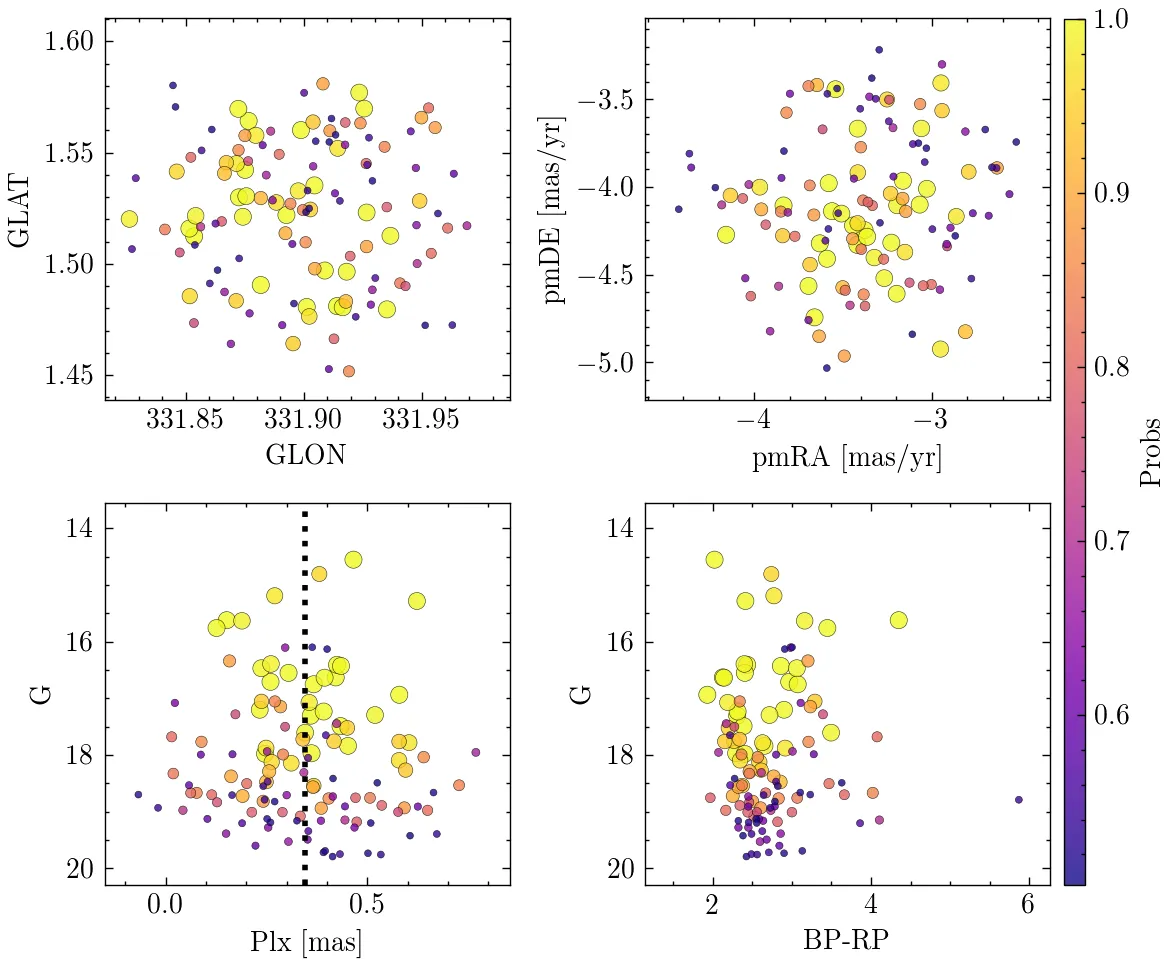 1.60
1.55
1.50
1.45
GLAT
331.85 331.90 331.95
GLON
−3.5
−4.0
−4.5
−5.0
pmDE [mas/yr]
−4 −3
pmRA [mas/yr]
14
16
18
20
G
0.0 0.5
Plx [mas]
14
16
18
20
G
2 4 6
BP-RP
1.0
0.9
0.8
0.7
0.6
Probs